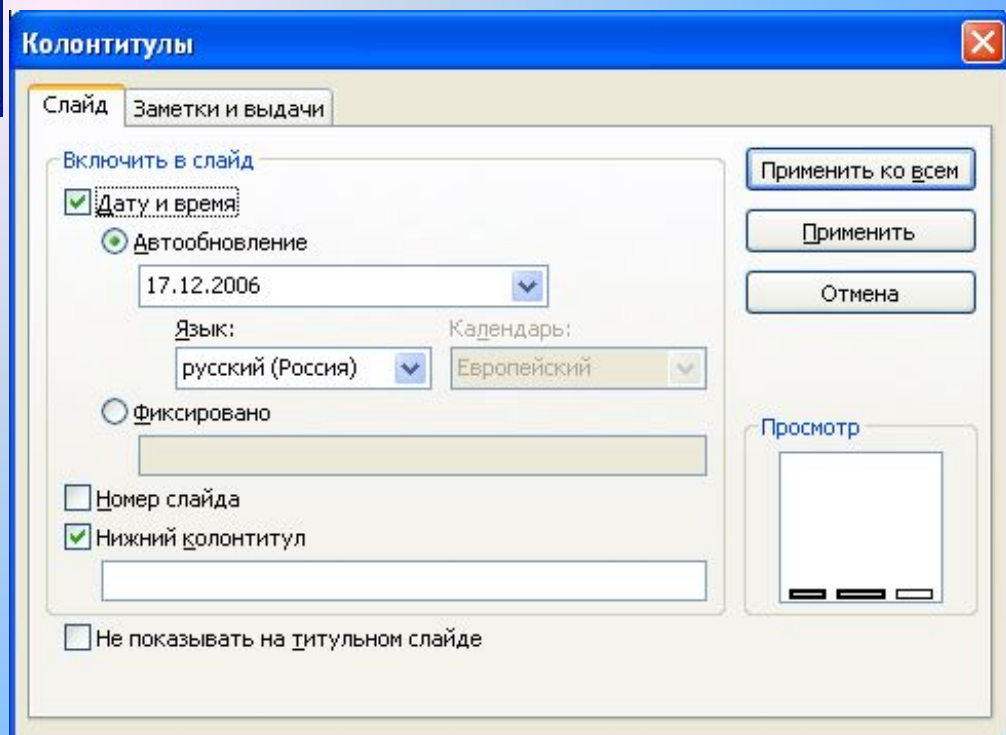 Колонтитулы
Слайд
Заметки и выдачи
Включить в слайд
Дату и время
Автообновление
17.12.2006
Язык:
Календарь:
русский (Россия)
Европейский
Фиксировано
Номер слайда
Нижний колонтитул
Не показывать на титульном слайде
Применить ко всем
Применить
Отмена
Просмотр